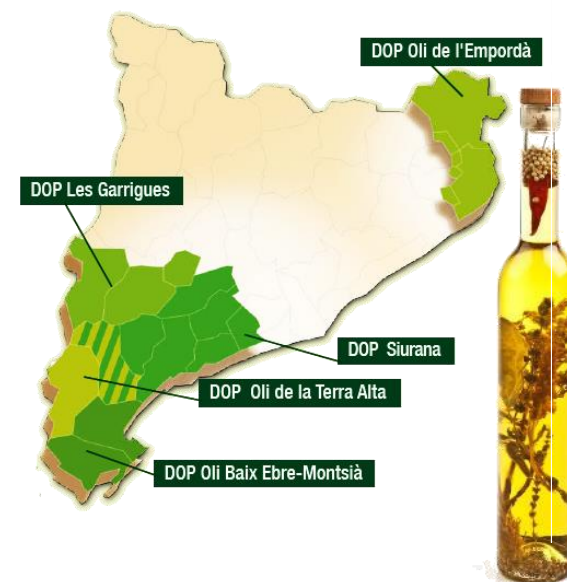 DOP Oli de l'Empordà
DOP Les Garrigues
DOP Siurana
DOP Oli de la Terra Alta
DOP Oli Baix Ebre-Montsià